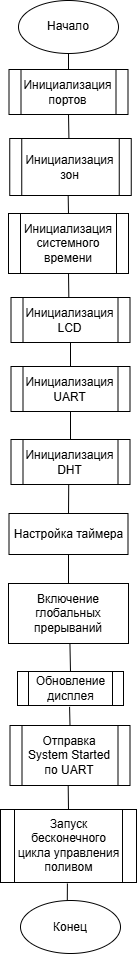 Начало
Инициализация
портов
Инициализация
зон
Инициализация
системного
времени
Инициализация
LCD
Инициализация
UART
Инициализация
DHT
Настройка таймера
Включение
глобальных
прерываний
Обновление
дисплея
Отправка
System Started
по UART
Запуск
бесконечного
цикла управления
поливом
Конец